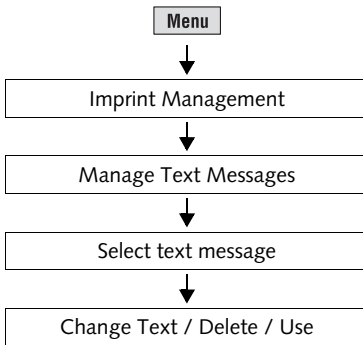 Menu
Imprint Management
Manage Text Messages
Select text message
Change Text / Delete / Use